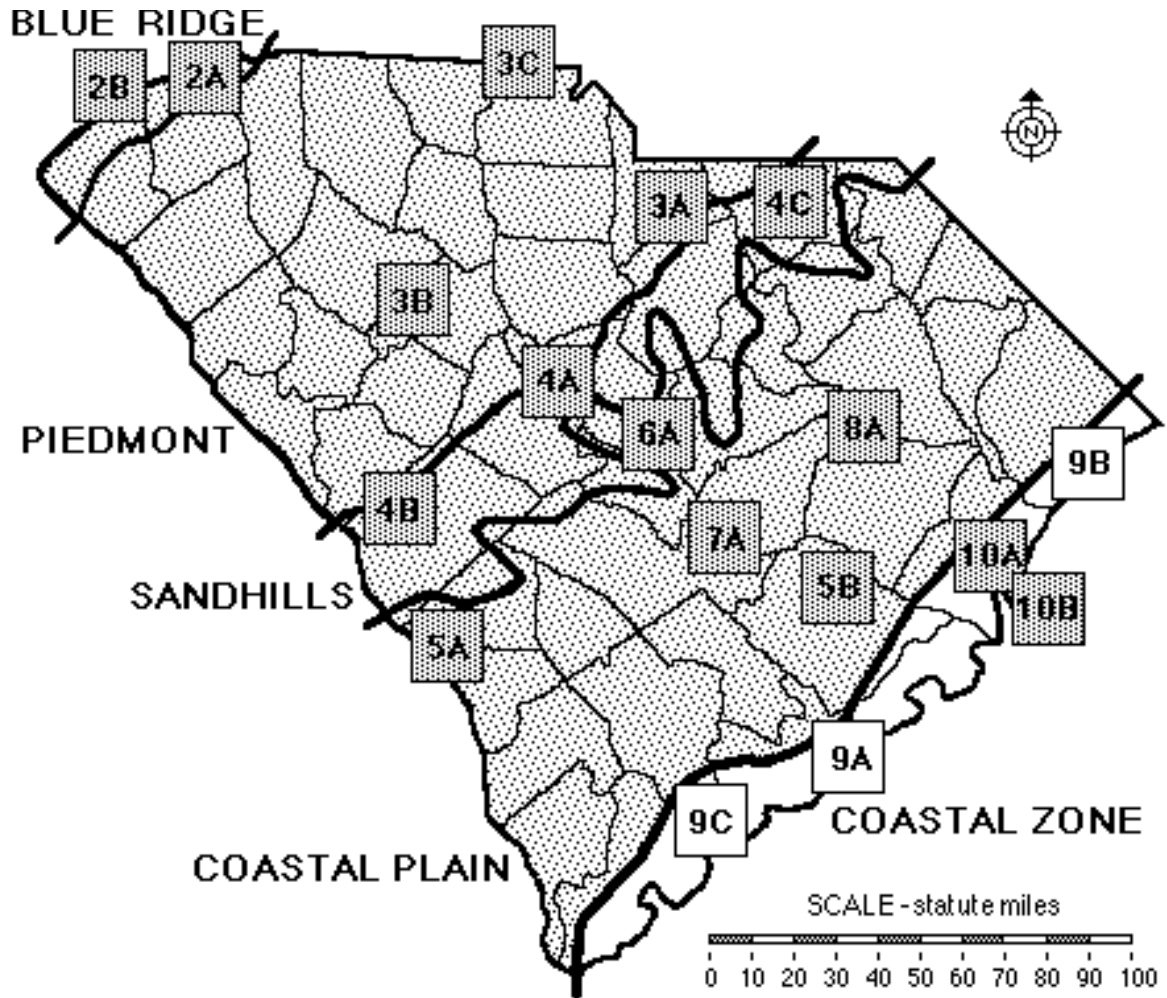 BLUE RIDGE
2B
2A
3C
N
3A
4C
3B
4A
6A
8A
PIEDMONT
9B
4B
7A
10A
SANDHILLS
5B
10B
5A
9A
9C
COASTAL ZONE
COASTAL PLAIN
SCALE - statute miles
0 10 20 30 40 50 60 70 80 90 100